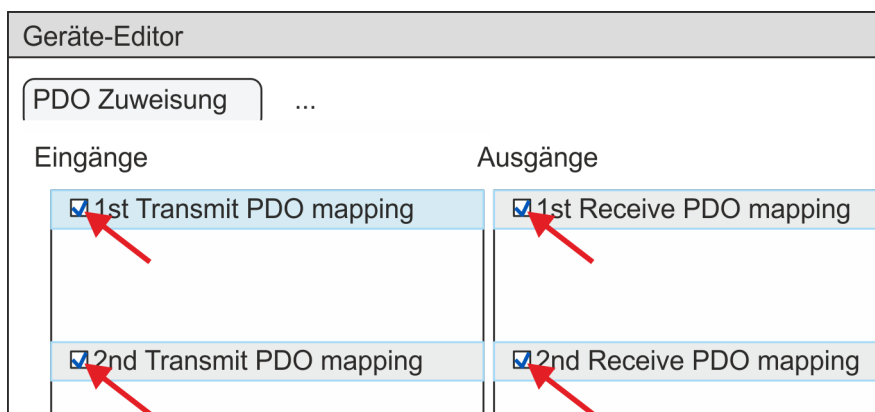 Geräte-Editor
PDO Zuweisung ...
Eingänge Ausgänge
1st Transmit PDO mapping 1st Receive PDO mapping
2nd Transmit PDO mapping 2nd Receive PDO mapping